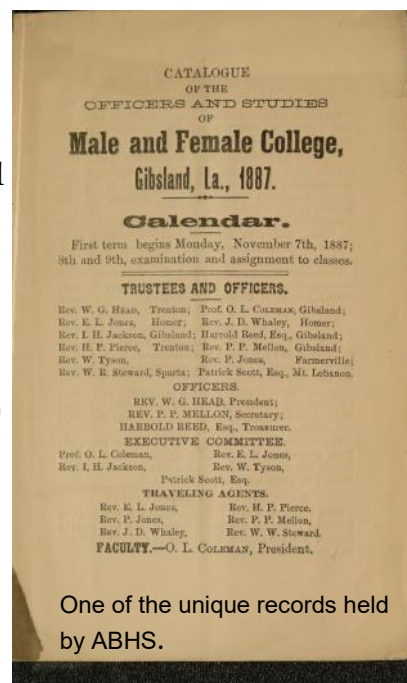 CATALOGUE
OF THE
OFFICERS AND STUDIES
OF
Male and Female College,
Gibsland, La., 1887.
Calendar.
First term begins Monday, November 7th, 1887;
8th and 9th, examination and assignment to classes.
TRUSTEES AND OFFICERS.
Rev. W. G. HEAD, Trenton; Prof. O. L. COLEMAN, Gibsland;
Rev. E. L. Jones, Homer; Rev. J. D. Whaley, Homer;
Rev. I. H. Jackson, Gibsland; Harrold Reed, Esq., Gibsland;
Rev. H. P. Pierce, Trenton; Rev. P. P. Mellon, Gibsland;
Rev. W. Tyson, Rev. P. Jones, Farmerville;
Rev. W. R. Steward, Sparta; Patrick Scott, Esq., Mt. Lebanon.
OFFICERS.
REV. W. G. HEAD, President;
REV. P. P. MELLON, Secretary;
HARBOLD REED, Esq., Treasurer.
EXECUTIVE COMMITTEE.
Prof. O. L. Coleman, Rev. E. L. Jones,
Rev. I. H. Jackson, Rev. W. Tyson,
Patrick Scott, Esq.
TRAVELING AGENTS.
Rev. E. L. Jones, Rev. H. P. Pierce.
Rev. P. Jones, Rev. P. P. Mellon,
Rev. J. D. Whaley, Rev. W. W. Steward.
FACULTY.—O. L. COLEMAN, President.
One of the unique records held
by ABHS.